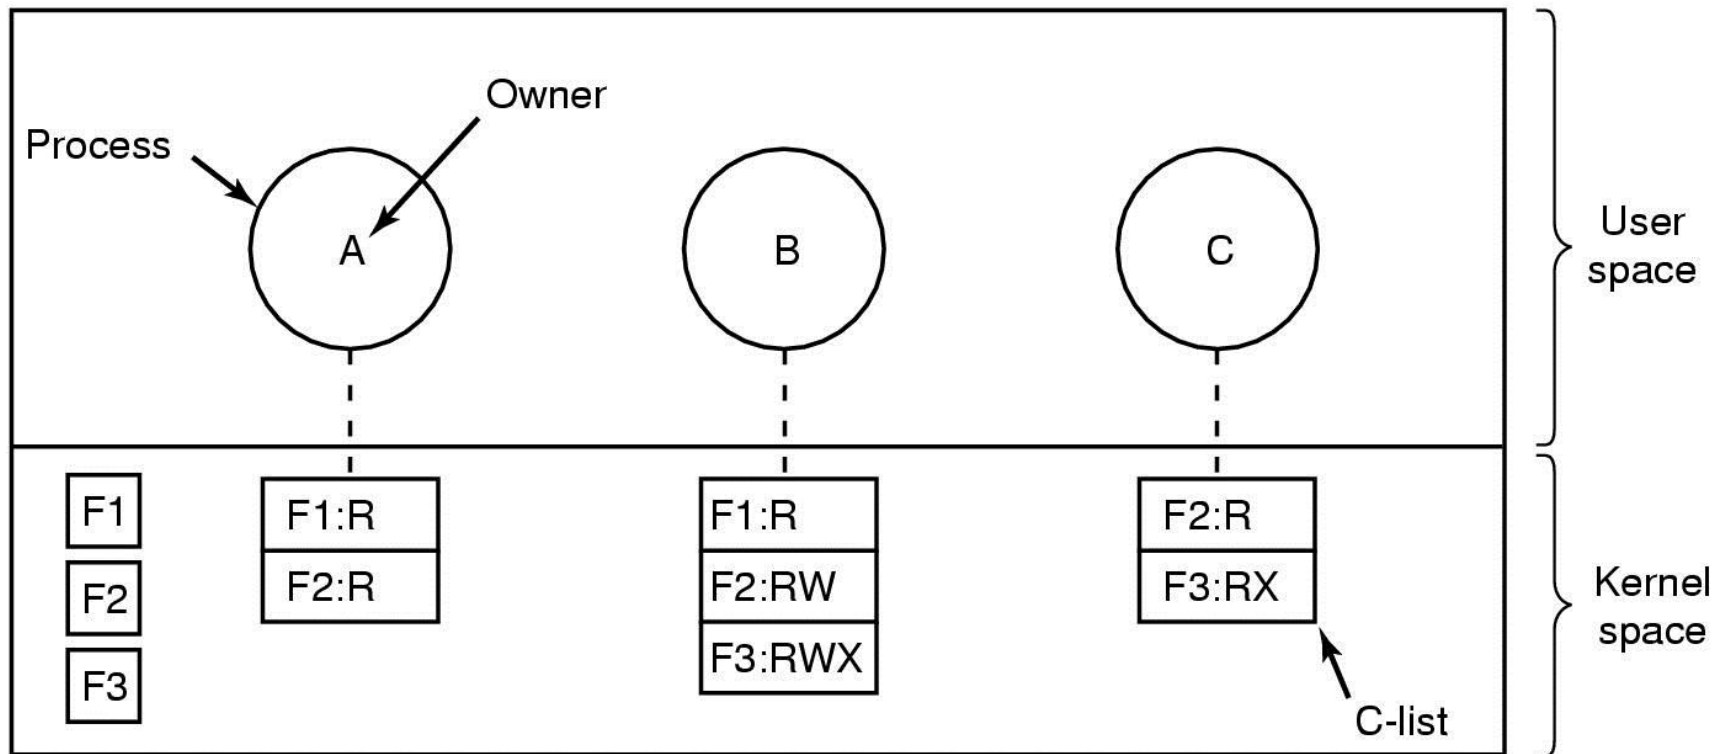 Owner
Process
A
B
C
User
space
F1
F2
F3
F1:R
F2:R
F1:R
F2:RW
F3:RWX
F2:R
F3:RX
C-list
Kernel
space